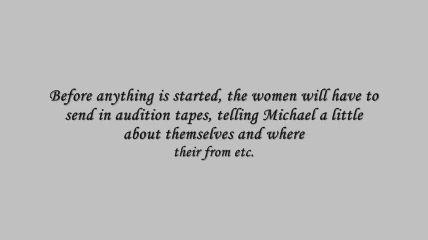 Before anything is started, the women will have to
send in audition tapes, telling Michael a little
about themselves and where
their from etc.